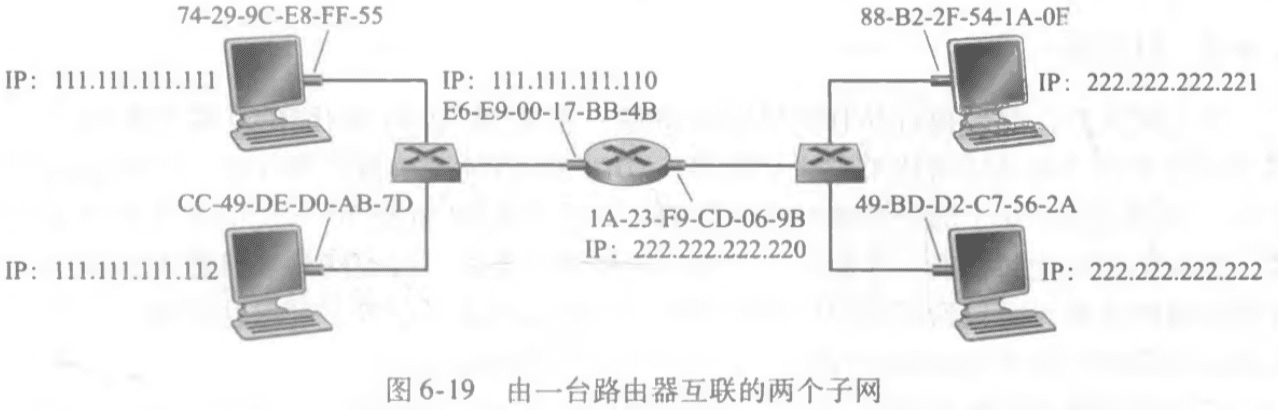 74-29-9C-E8-FF-55
88-B2-2F-54-1A-0F
IP: 111.111.111.111
IP: 111.111.111.110
E6-E9-00-17-BB-4B
IP: 222.222.222.221
CC-49-DE-D0-AB-7D
1A-23-F9-CD-06-9B
IP: 222.222.222.220
49-BD-D2-C7-56-2A
IP: 111.111.111.112
IP: 222.222.222.222
图 6-19 由一台路由器互联的两个子网